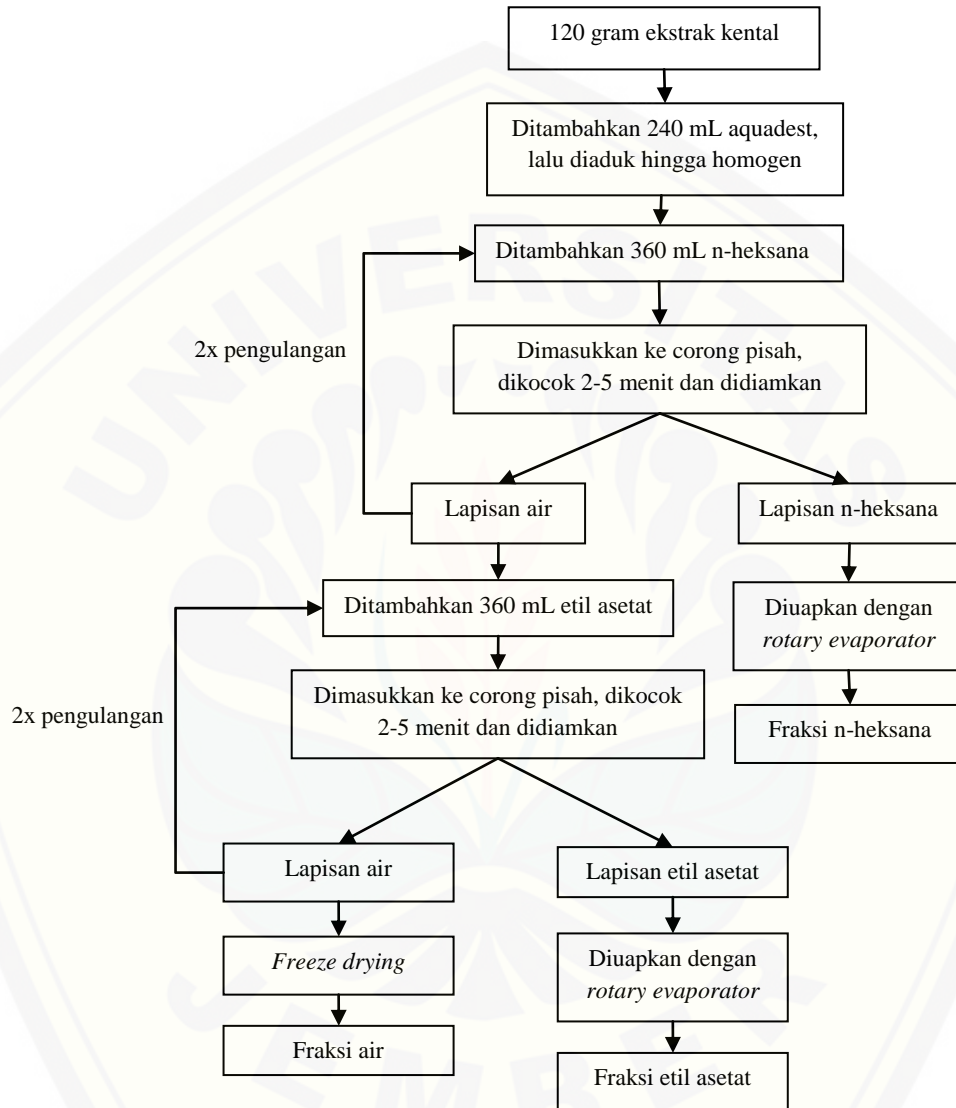 120 gram ekstrak kental
Ditambahkan 240 mL aquadest,
lalu diaduk hingga homogen
Ditambahkan 360 mL n-heksana
2x pengulangan
Dimasukkan ke corong pisah,
dikocok 2-5 menit dan didiamkan
Lapisan air
Lapisan n-heksana
Ditambahkan 360 mL etil asetat
Diuapkan dengan
rotary evaporator
2x pengulangan
Dimasukkan ke corong pisah, dikocok
2-5 menit dan didiamkan
Fraksi n-heksana
Lapisan air
Lapisan etil asetat
Freeze drying
Diuapkan dengan
rotary evaporator
Fraksi air
Fraksi etil asetat
UNIVERSITAS
JEMBER